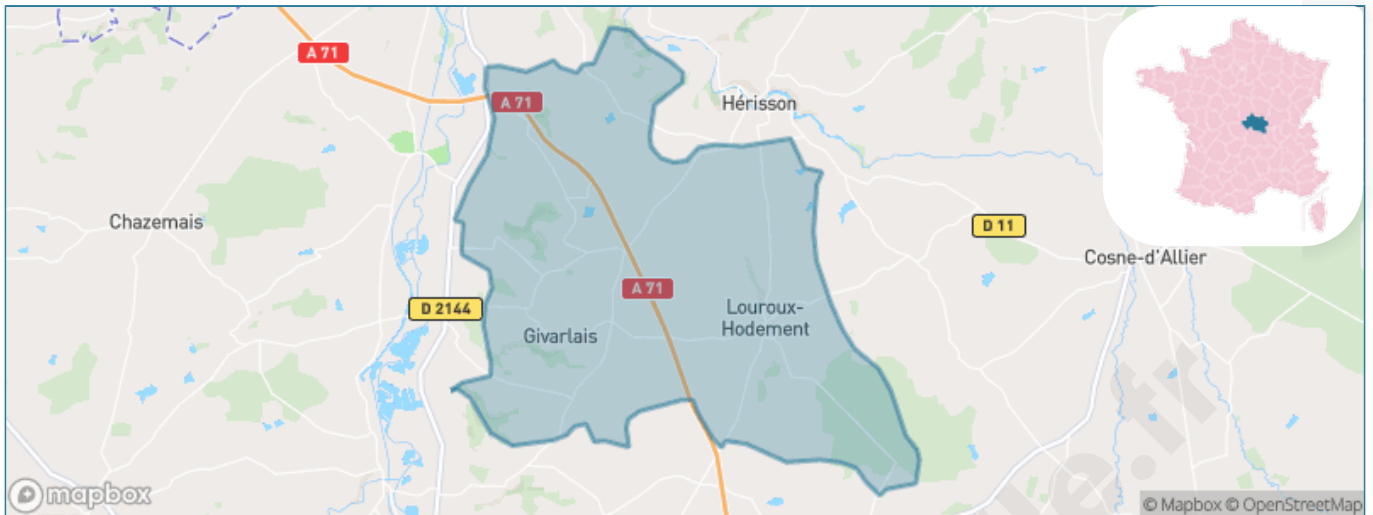 A 71
A 71
Hérisson
Chazemais
D 11
Cosne-d'Allier
A 71
D 2144
Louroux-
Hodement
Givarlais
mapbox
© Mapbox © OpenStreetMap